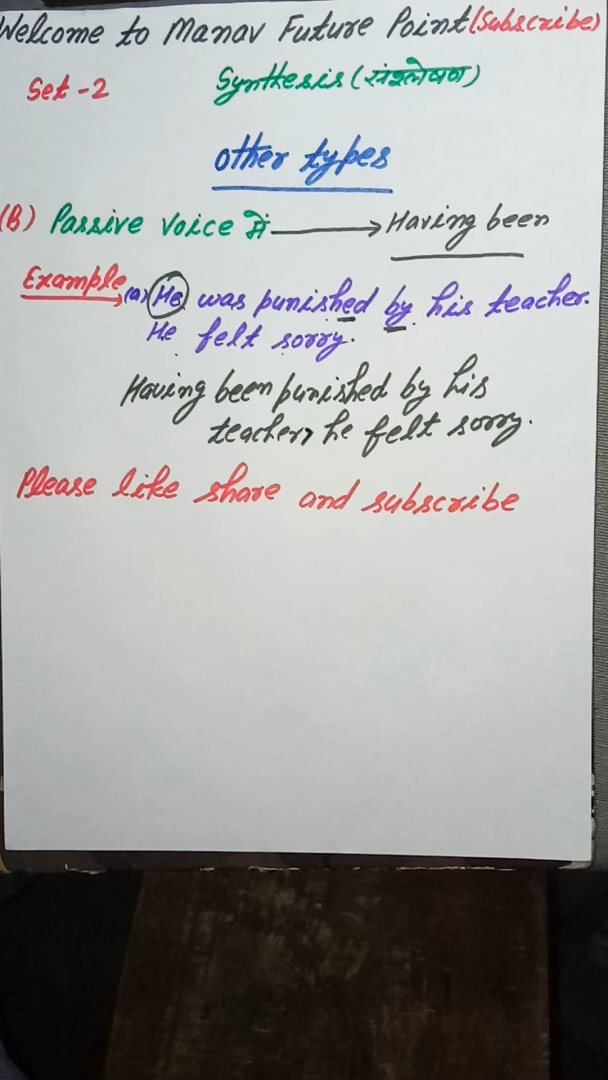 Welcome to Manav Future Point (Subscribe)
Set-2 Synthesis (संश्लेषण)
other types
(B) Passive Voice में → Having been
Example (a) He was punished by his teacher.
He felt sorry.
Having been punished by his
teacher, he felt sorry.
Please like share and subscribe